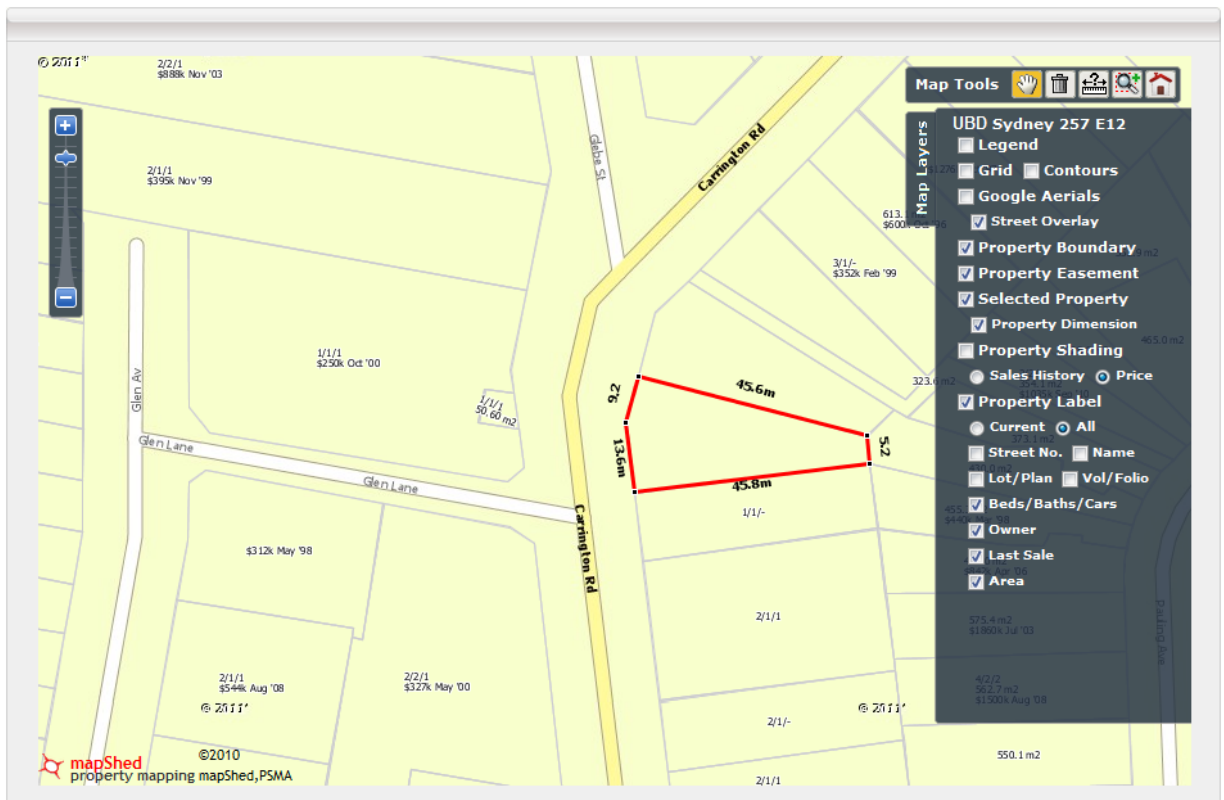 © 2011*
2/2/1
$888k Nov '03
2/1/1
$395k Nov '99
Glebe St
Carrington Rd
Map Tools
Map Layers
UBD Sydney 257 E12
Legend
Grid
Contours
Google Aerials
Street Overlay
Property Boundary
Property Easement
Selected Property
Property Dimension
Property Shading
Sales History
Price
Property Label
Current
All
Street No.
Name
Lot/Plan
Vol/Folio
Beds/Baths/Cars
Owner
Last Sale
Area
3/1/-
$352k Feb '99
465.0 m2
1/1/1
$250k Oct '00
Glen Av
1/1/1
50.60 m2
9.2
45.6m
13.6m
5.2
45.8m
373.1 m2
Glen Lane
Glen Lane
1/1/-
Carrington Rd
$312k May '98
2/1/1
575.4 m2
$1860k Jul '03
Pauling Ave
2/1/1
$544k Aug '08
2/2/1
$327k May '00
4/2/2
562.7 m2
$1500k Aug '08
© 2011*
© 2011*
2/1/-
550.1 m2
2/1/1
mapShed
©2010
property mapping mapShed,PSMA